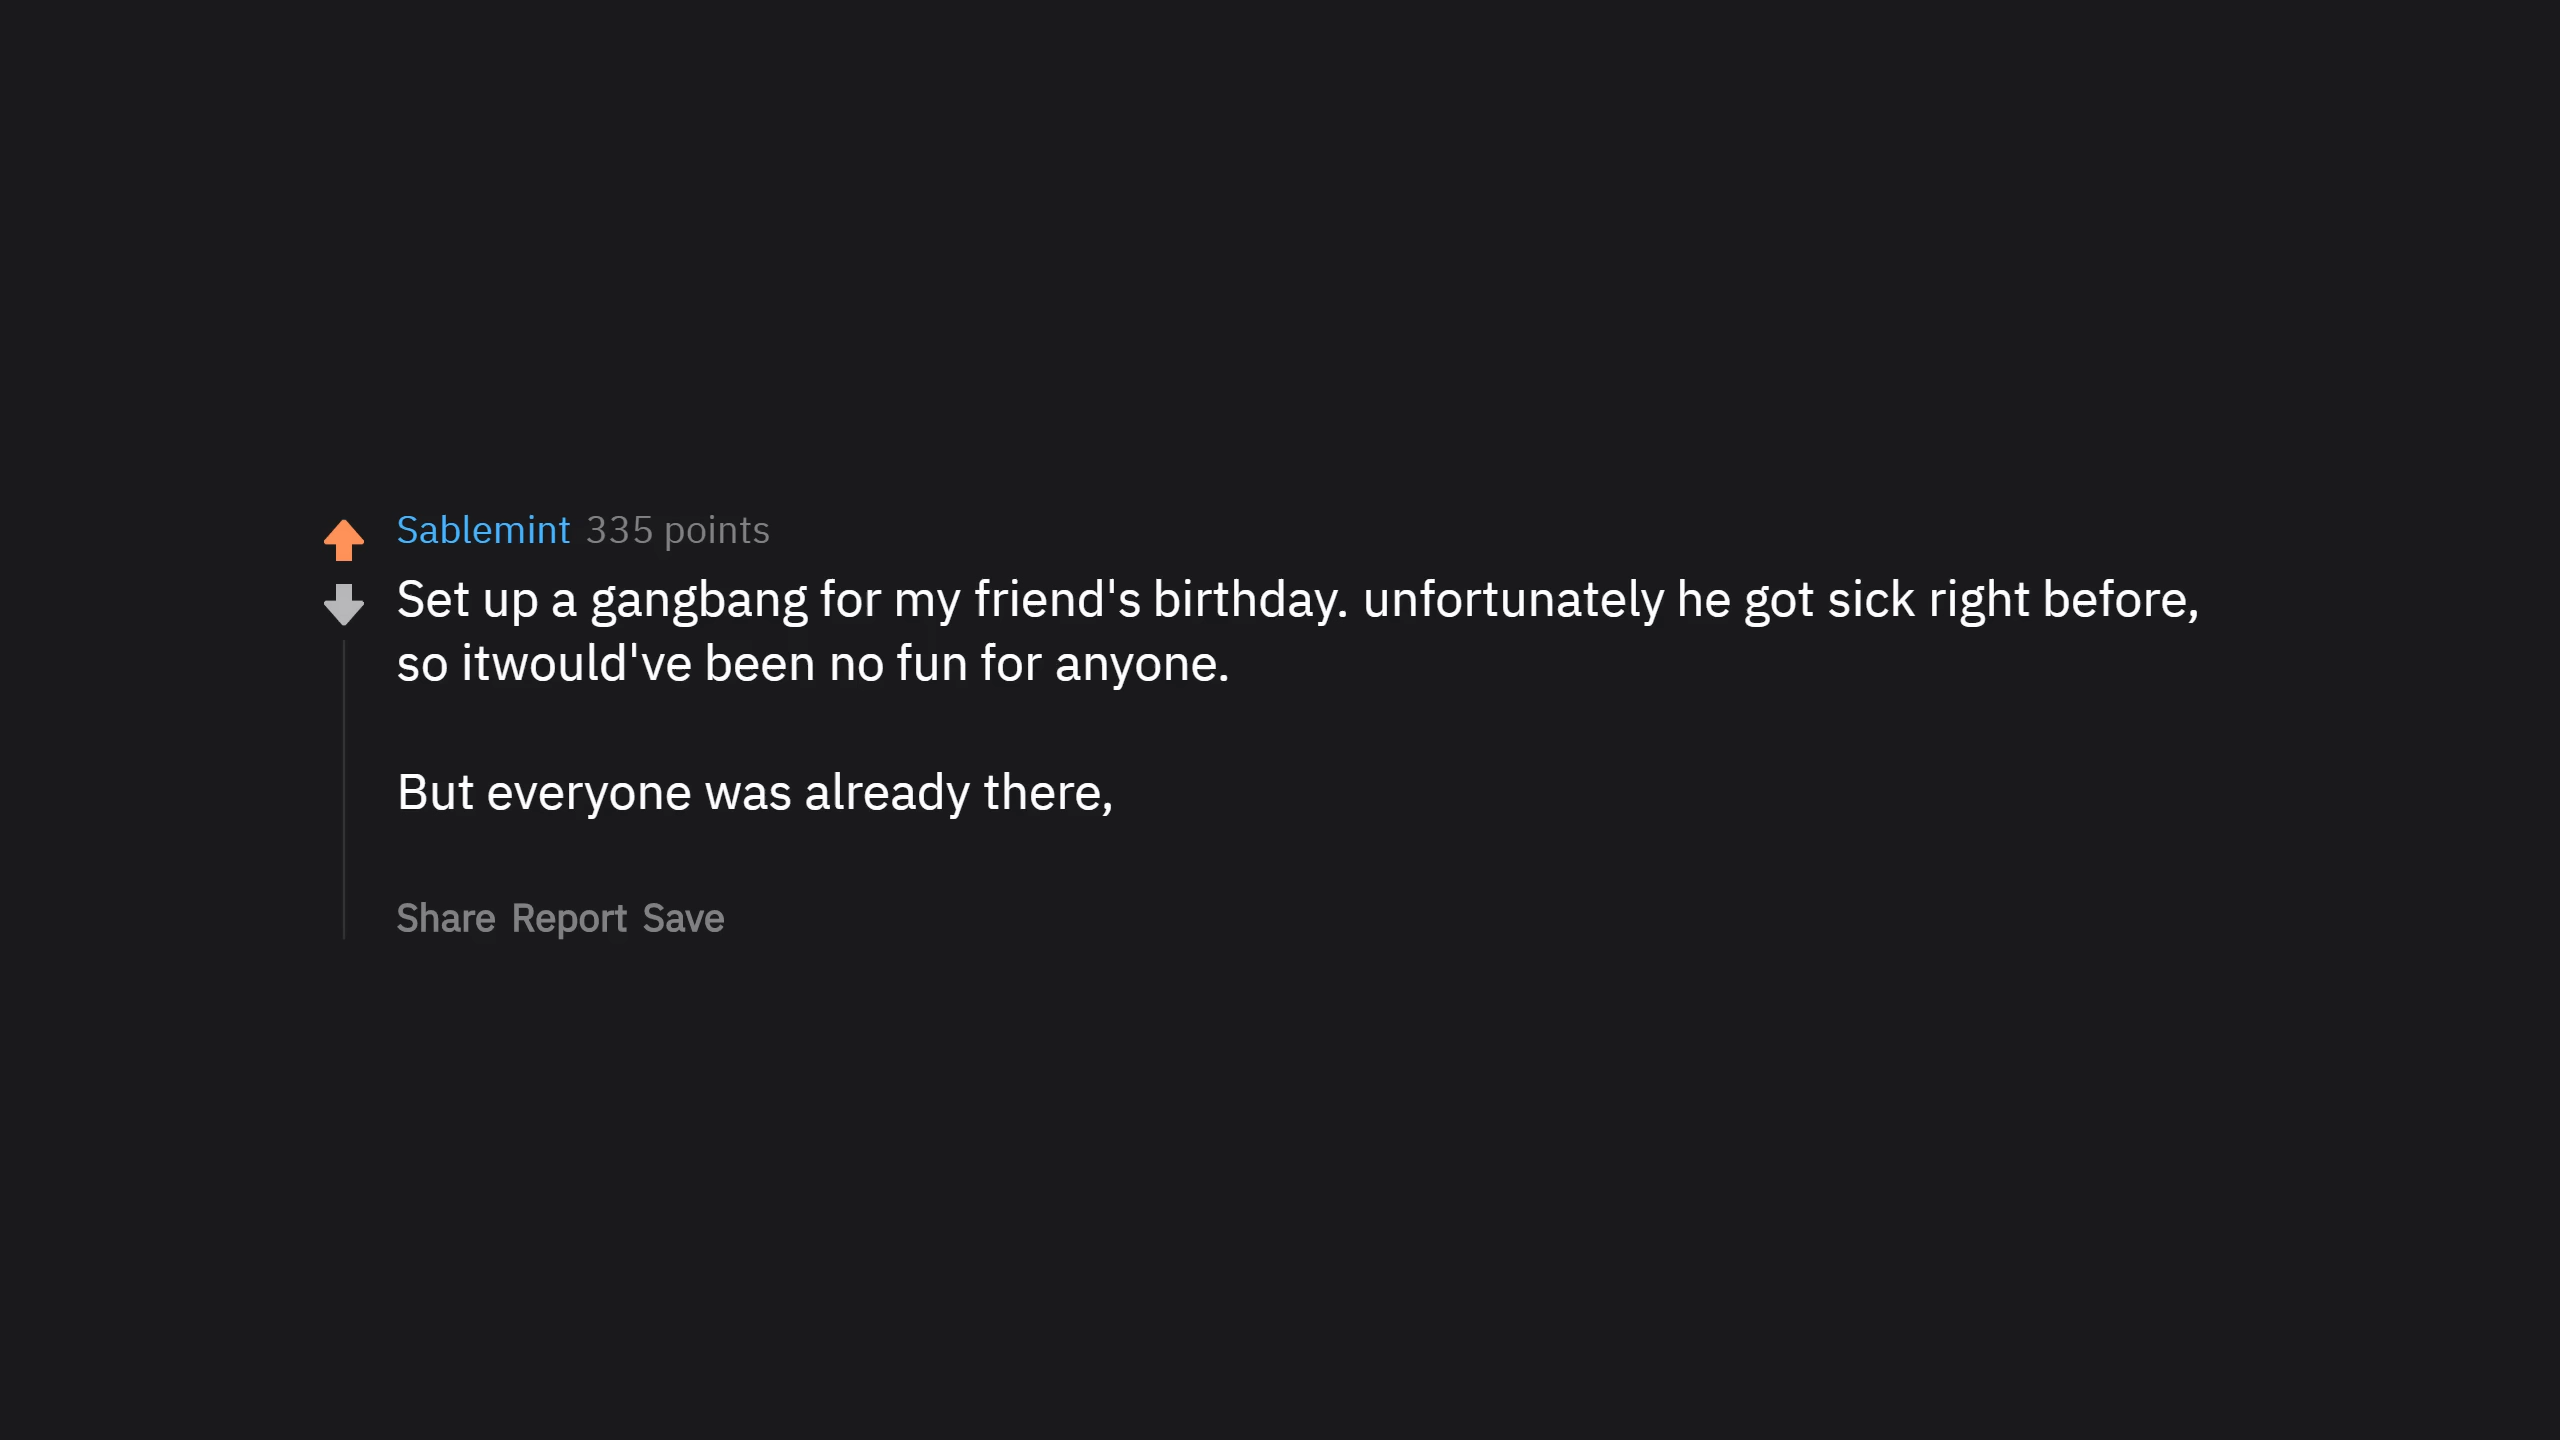 Sablemint 335 points
Set up a gangbang for my friend's birthday. unfortunately he got sick right before,
so itwould've been no fun for anyone.
But everyone was already there,
Share Report Save